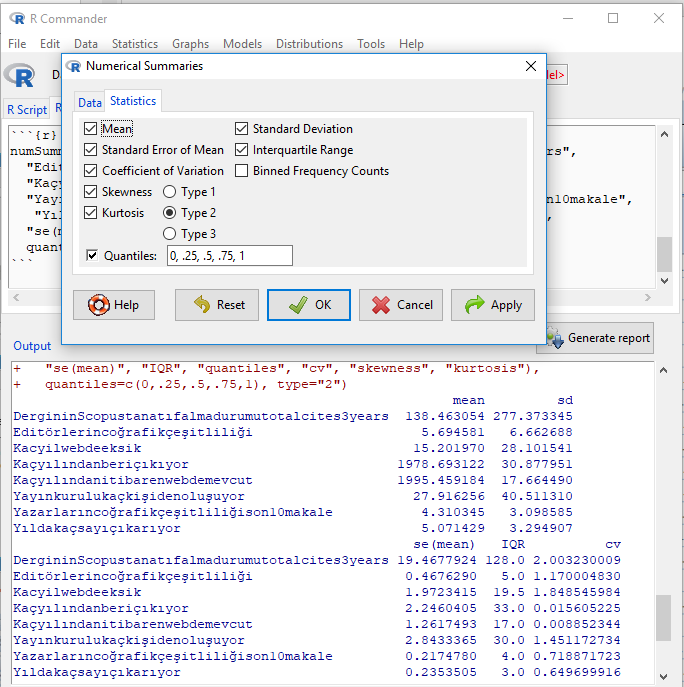 R Commander
File Edit Data Statistics Graphs Models Distributions Tools Help
Numerical Summaries
Data Statistics
R Script
```{r}
numSum
rs",
"Edit
"Kaç
"Yay
n10makale",
"Yıl
,
"se(m
quant
```
Mean
Standard Deviation
Standard Error of Mean
Interquartile Range
Coefficient of Variation
Binned Frequency Counts
Skewness
Type 1
Kurtosis
Type 2
Type 3
Quantiles: 0, .25, .5, .75, 1
Help Reset OK Cancel Apply
Output
Generate report
+ "se(mean)", "IQR", "quantiles", "cv", "skewness", "kurtosis"),
+ quantiles=c(0,.25,.5,.75,1), type="2")
mean sd
DergininScopustanatıfalmadurumutotalcites3years 138.463054 277.373345
Editörlerincoğrafikçeşitliliği 5.694581 6.662688
Kacyilwebdeeksik 15.201970 28.101541
Kaçyılındanberiçıkıyor 1978.693122 30.877951
Kaçyılındanitibarenwebdemevcut 1995.459184 17.664490
Yayınkurulukaçkişidenoluşuyor 27.916256 40.511310
Yazarlarıncoğrafikçeşitliliğison10makale 4.310345 3.098585
Yıldakaçsayıçıkarıyor 5.071429 3.294907
se(mean) IQR cv
DergininScopustanatıfalmadurumutotalcites3years 19.4677924 128.0 2.003230009
Editörlerincoğrafikçeşitliliği 0.4676290 5.0 1.170004830
Kacyilwebdeeksik 1.9723415 19.5 1.848545984
Kaçyılındanberiçıkıyor 2.2460405 33.0 0.015605225
Kaçyılındanitibarenwebdemevcut 1.2617493 17.0 0.008852344
Yayınkurulukaçkişidenoluşuyor 2.8433365 30.0 1.451172734
Yazarlarıncoğrafikçeşitliliğison10makale 0.2174780 4.0 0.718871723
Yıldakaçsayıçıkarıyor 0.2353505 3.0 0.649699916